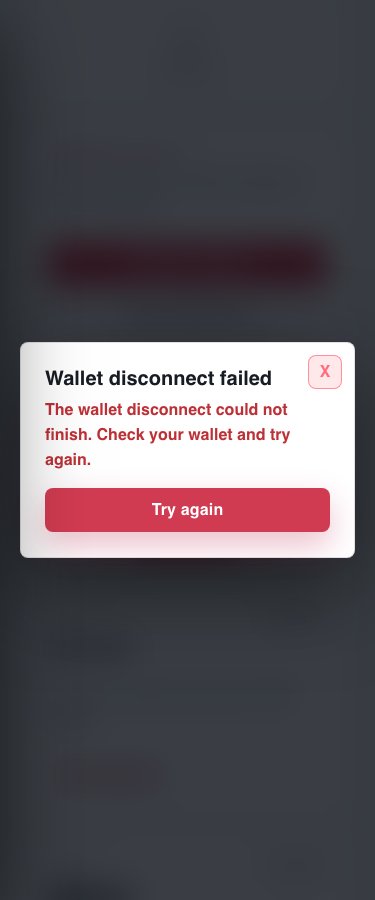 Wallet disconnect failed
X
The wallet disconnect could not
finish. Check your wallet and try
again.
Try again